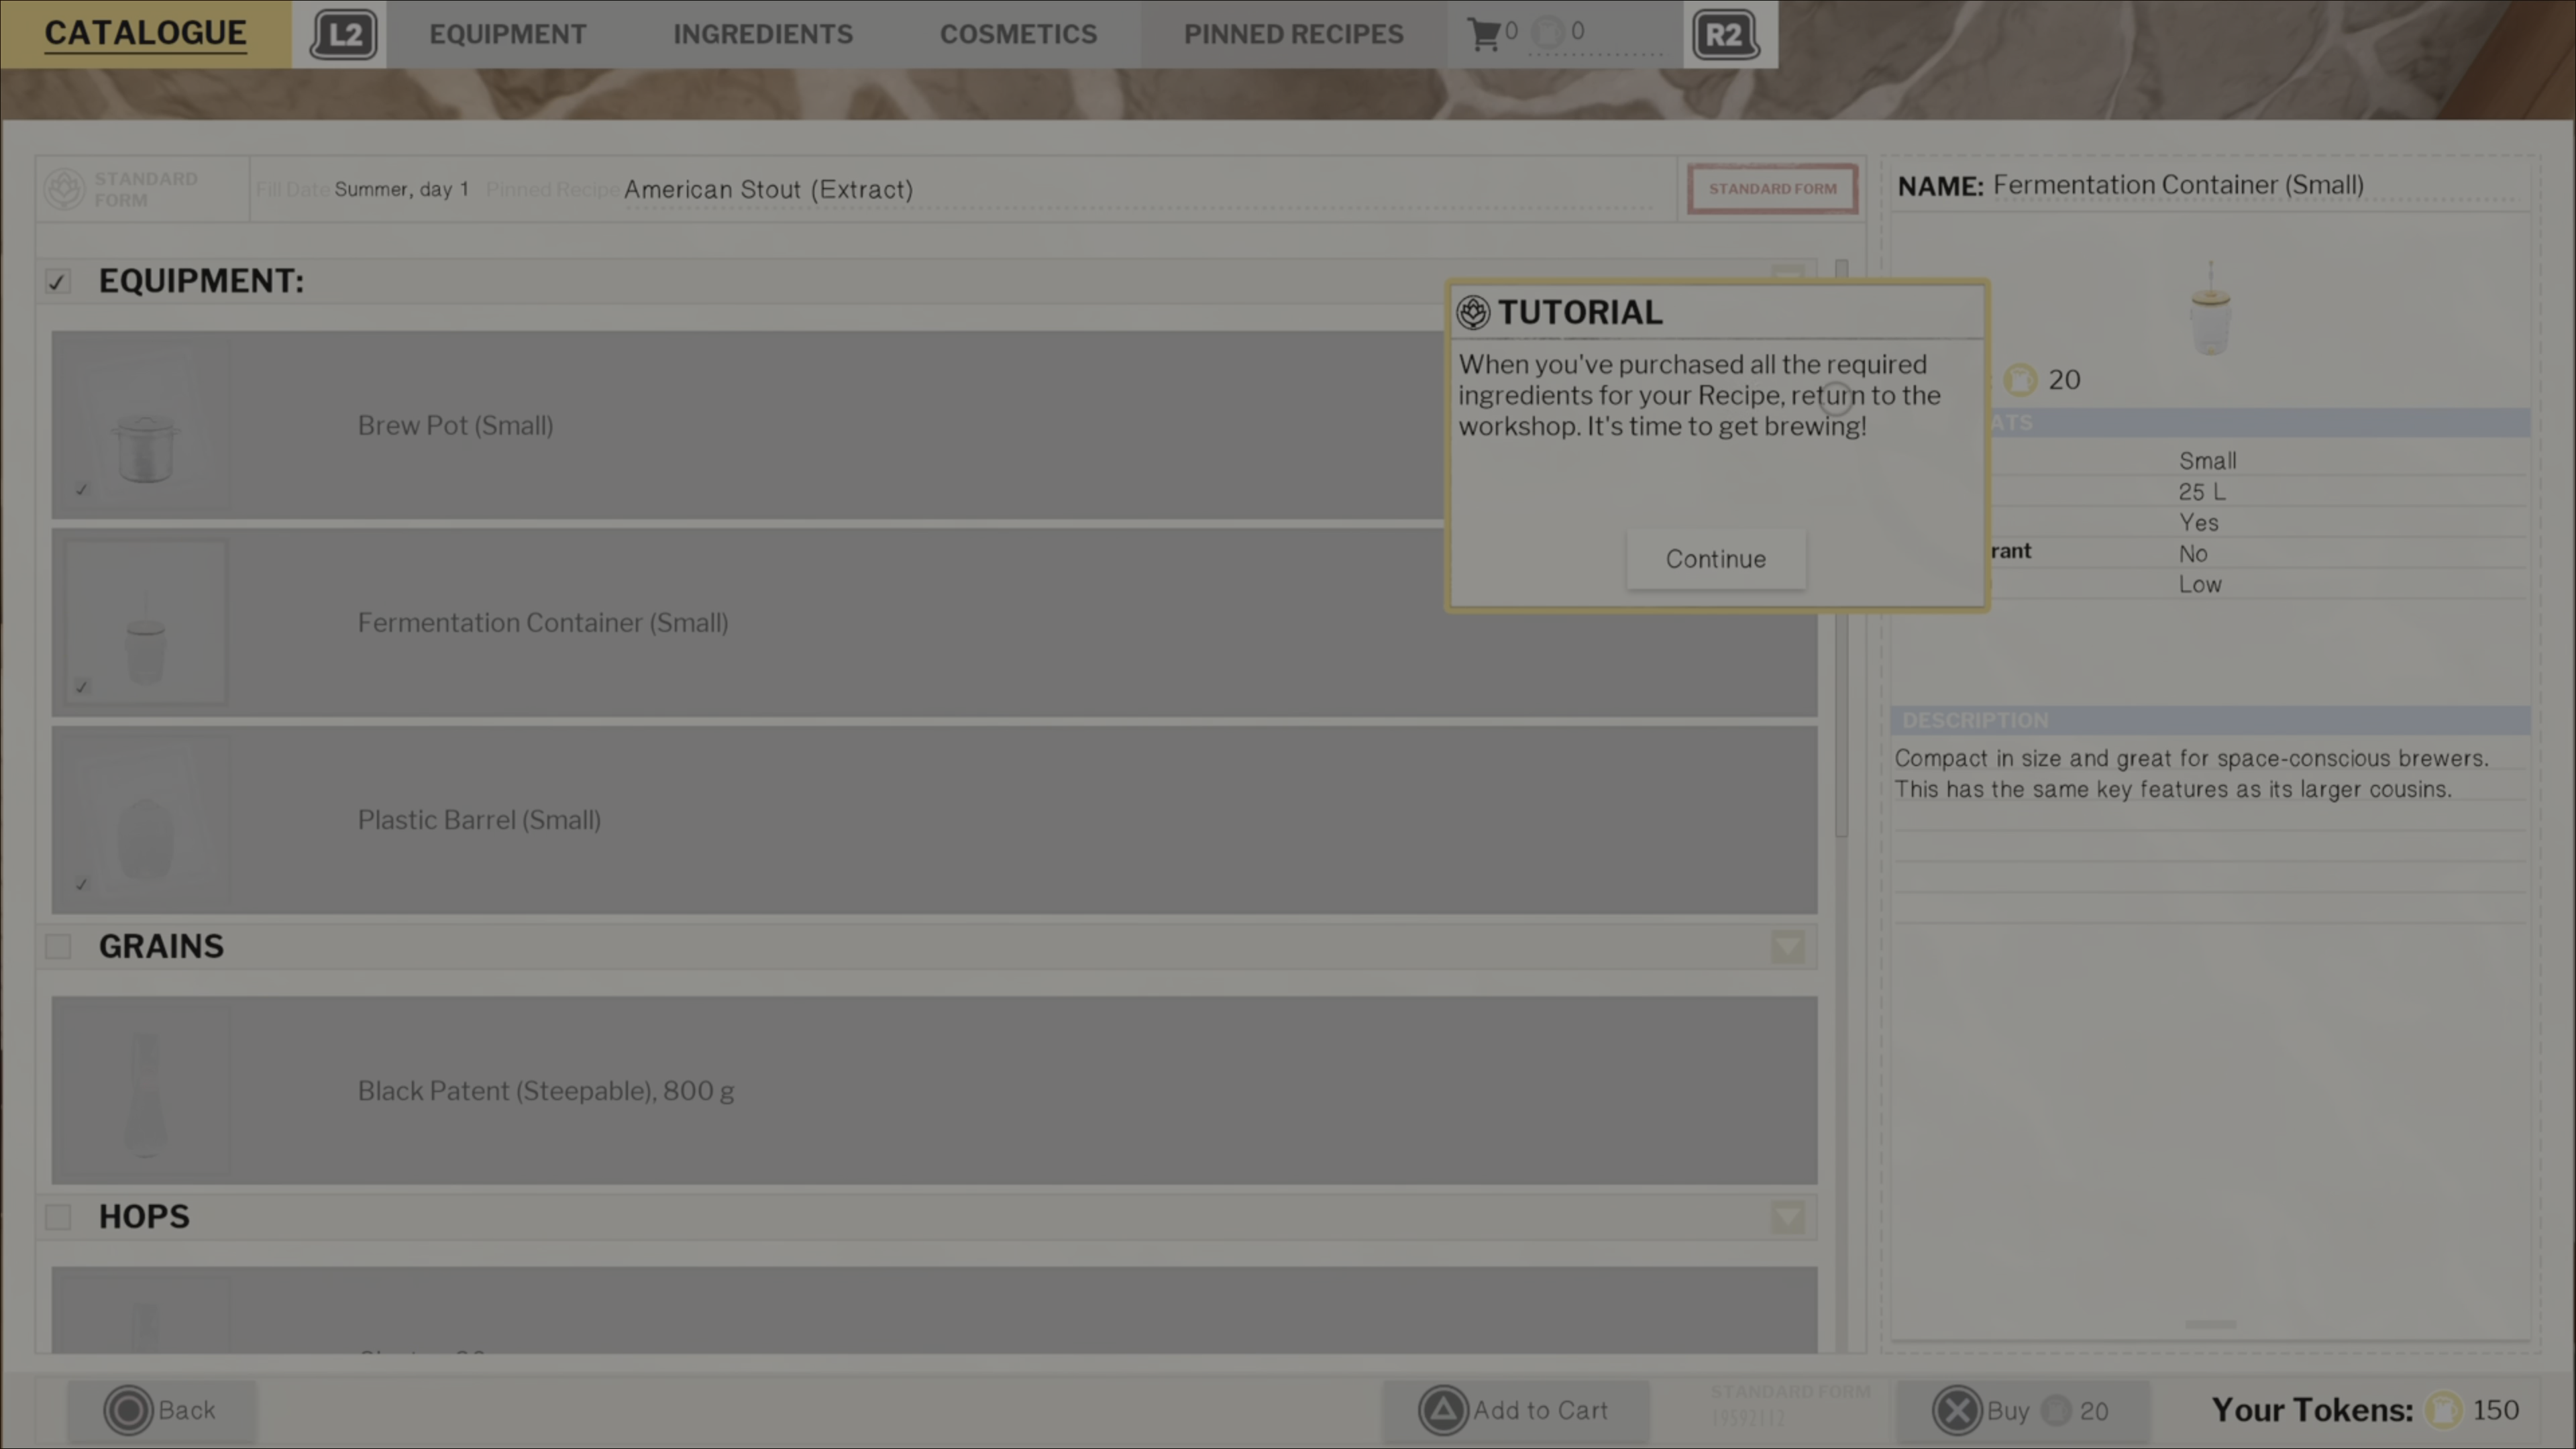 CATALOGUE L2 EQUIPMENT INGREDIENTS COSMETICS PINNED RECIPES 0 0 R2
STANDARD FORM
Fill Date Summer, day 1 Pinned Recipe American Stout (Extract)
STANDARD FORM
EQUIPMENT:
Brew Pot (Small)
Fermentation Container (Small)
Plastic Barrel (Small)
GRAINS
Black Patent (Steepable), 800 g
HOPS
TUTORIAL
When you've purchased all the required
ingredients for your Recipe, return to the
workshop. It's time to get brewing!
Continue
NAME: Fermentation Container (Small)
20
ATS
Small
25 L
Yes
rant No
Low
DESCRIPTION
Compact in size and great for space-conscious brewers.
This has the same key features as its larger cousins.
Back
Add to Cart
STANDARD FORM
19592112
Buy 20
Your Tokens: 150